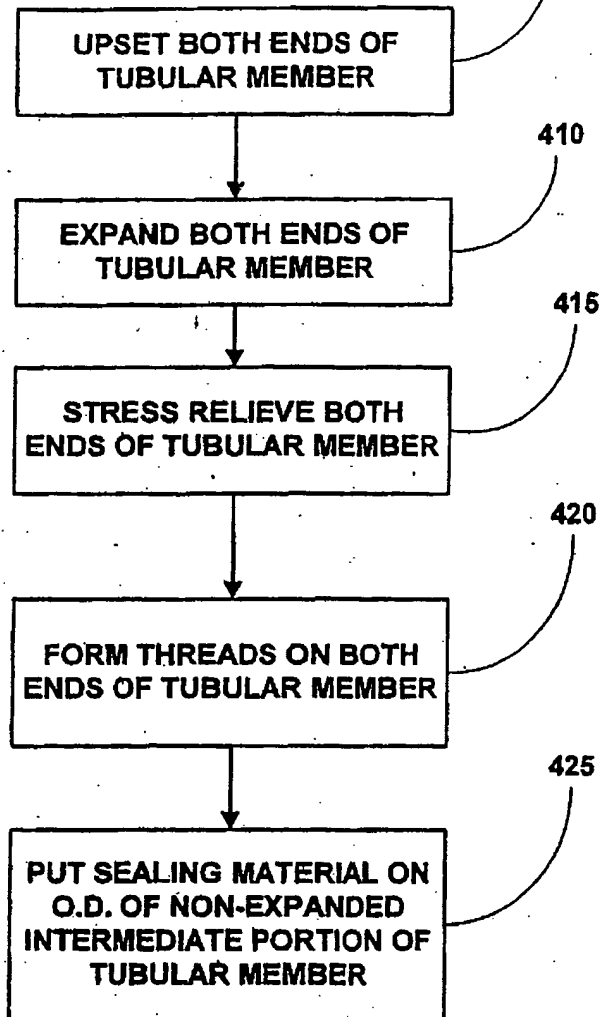 UPSET BOTH ENDS OF
TUBULAR MEMBER
410
EXPAND BOTH ENDS OF
TUBULAR MEMBER
415
STRESS RELIEVE BOTH
ENDS OF TUBULAR MEMBER
420
FORM THREADS ON BOTH
ENDS OF TUBULAR MEMBER
425
PUT SEALING MATERIAL ON
O.D. OF NON-EXPANDED
INTERMEDIATE PORTION OF
TUBULAR MEMBER